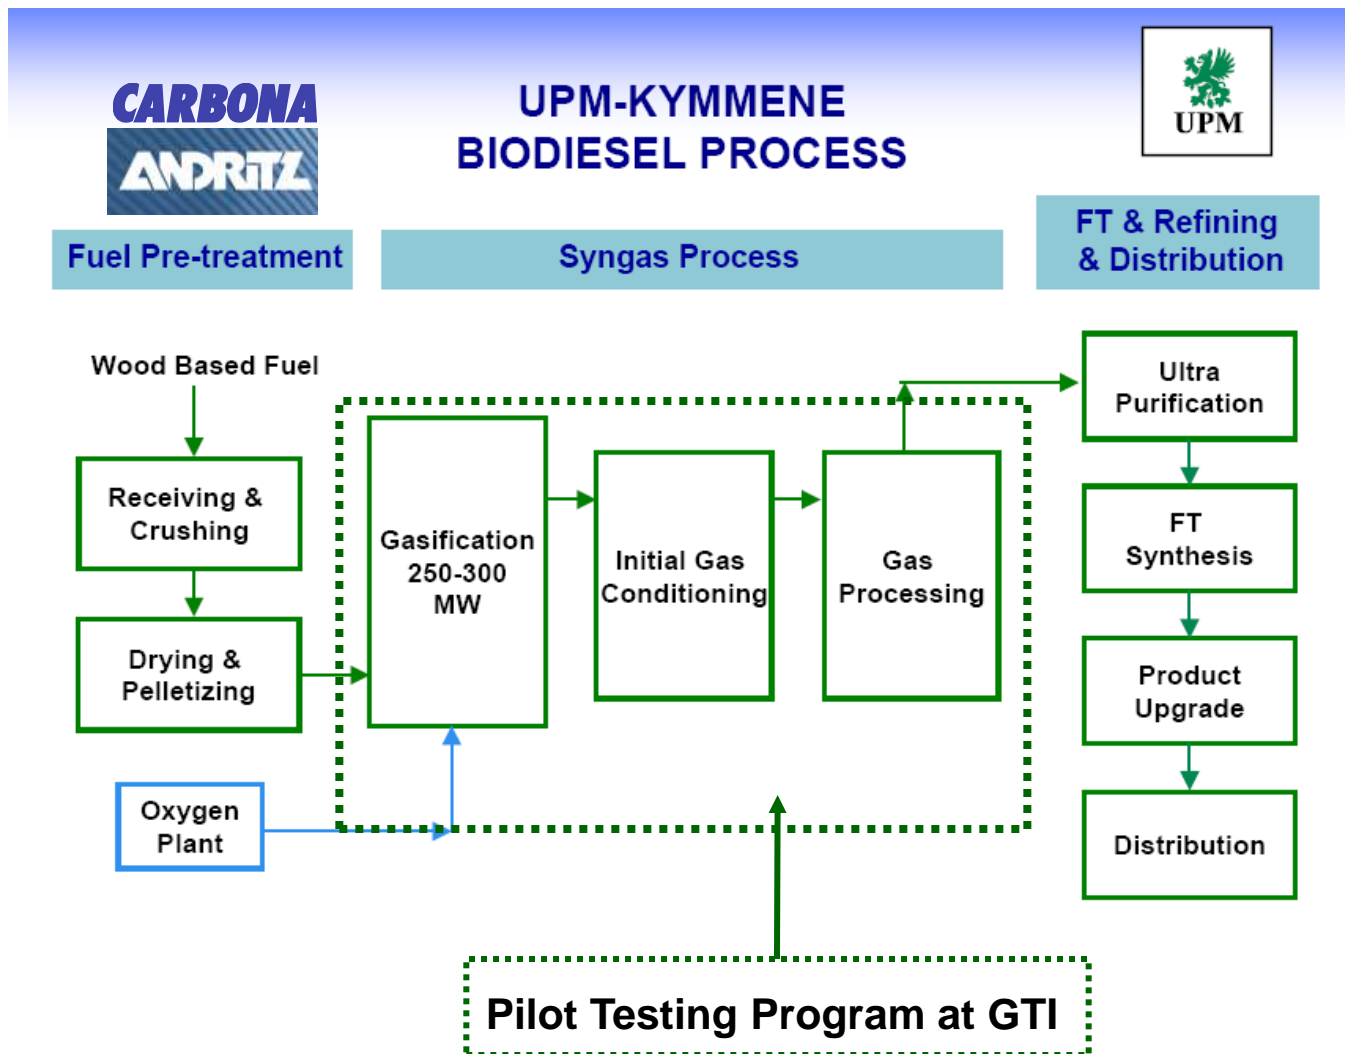 CARBONA
ANDRITZ
UPM-KYMMENE
BIODIESEL PROCESS
UPM
Fuel Pre-treatment
Syngas Process
FT & Refining
& Distribution
Wood Based Fuel
Receiving &
Crushing
Drying &
Pelletizing
Oxygen
Plant
Gasification
250-300
MW
Initial Gas
Conditioning
Gas
Processing
Ultra
Purification
FT
Synthesis
Product
Upgrade
Distribution
Pilot Testing Program at GTI